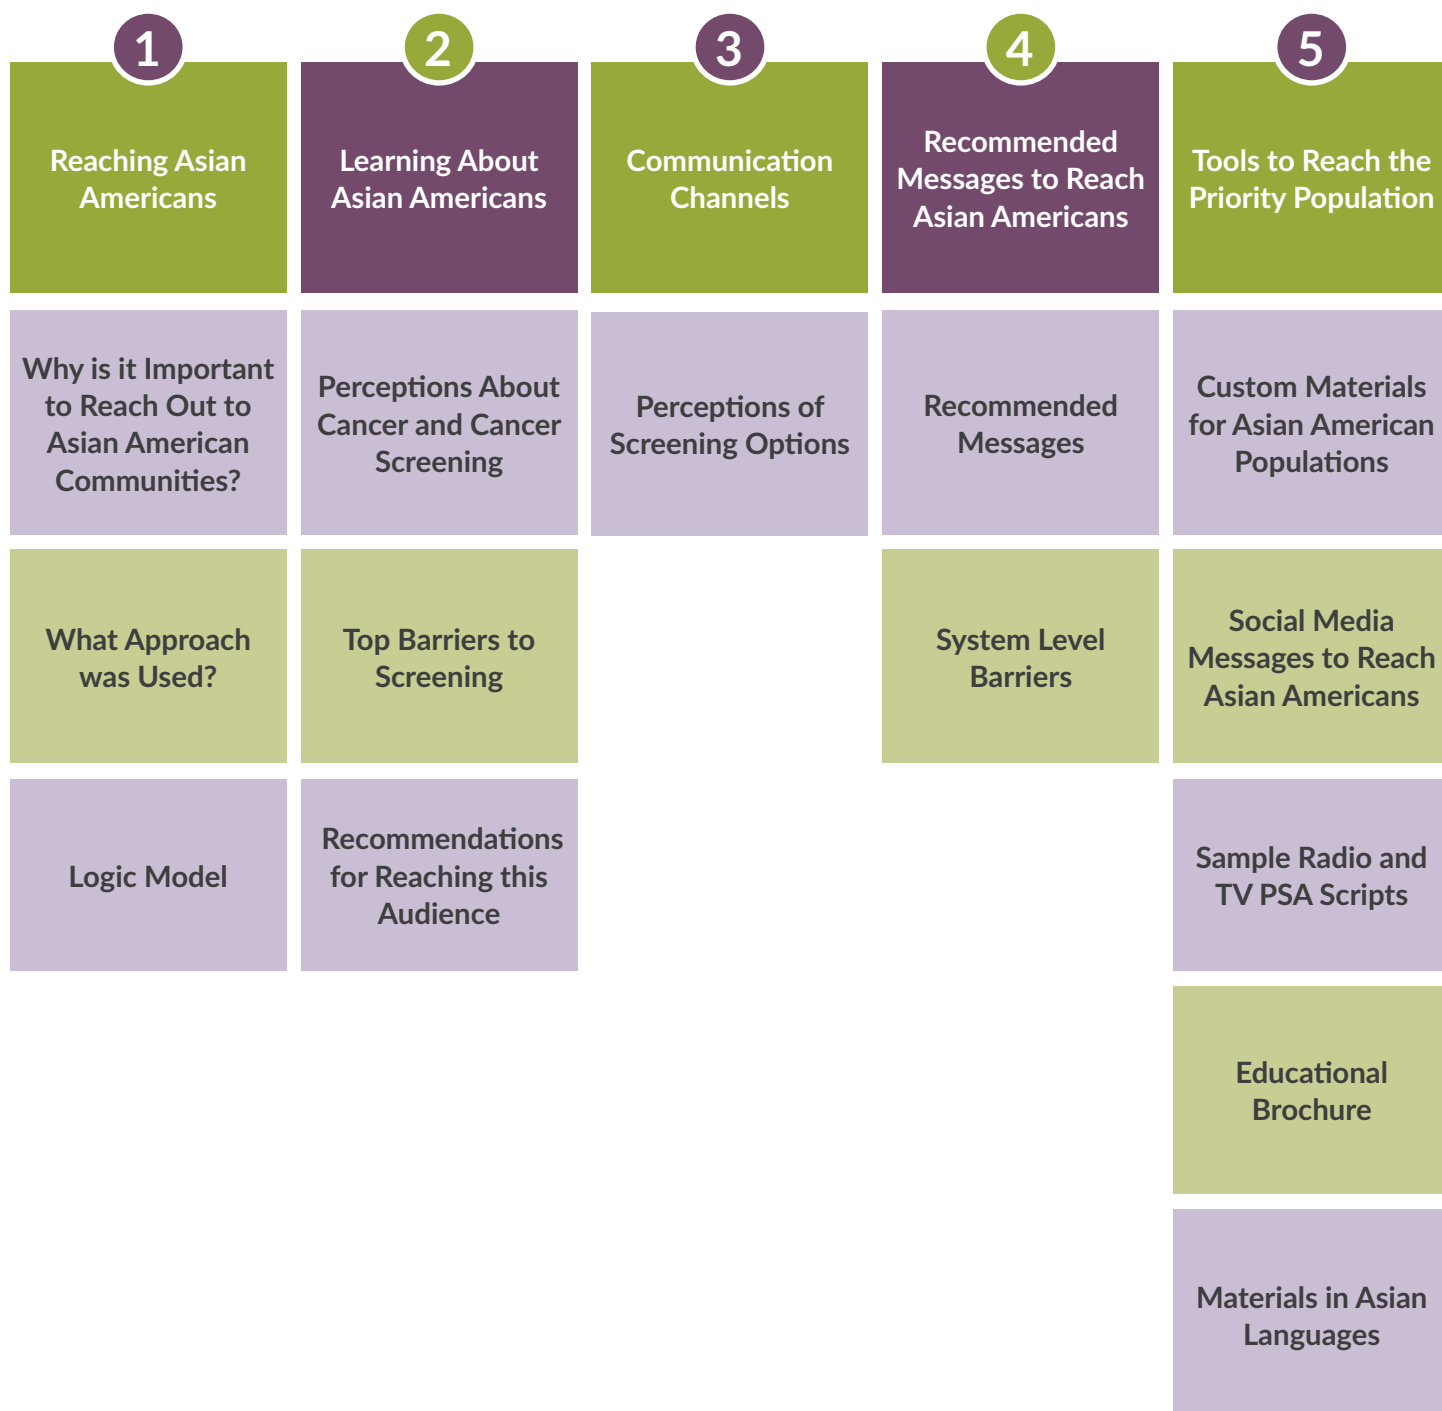 1
Reaching Asian
Americans
Why is it Important
to Reach Out to
Asian American
Communities?
What Approach
was Used?
Logic Model
2
Learning About
Asian Americans
Perceptions About
Cancer and Cancer
Screening
Top Barriers to
Screening
Recommendations
for Reaching this
Audience
3
Communication
Channels
Perceptions of
Screening Options
4
Recommended
Messages to Reach
Asian Americans
Recommended
Messages
System Level
Barriers
5
Tools to Reach the
Priority Population
Custom Materials
for Asian American
Populations
Social Media
Messages to Reach
Asian Americans
Sample Radio and
TV PSA Scripts
Educational
Brochure
Materials in Asian
Languages